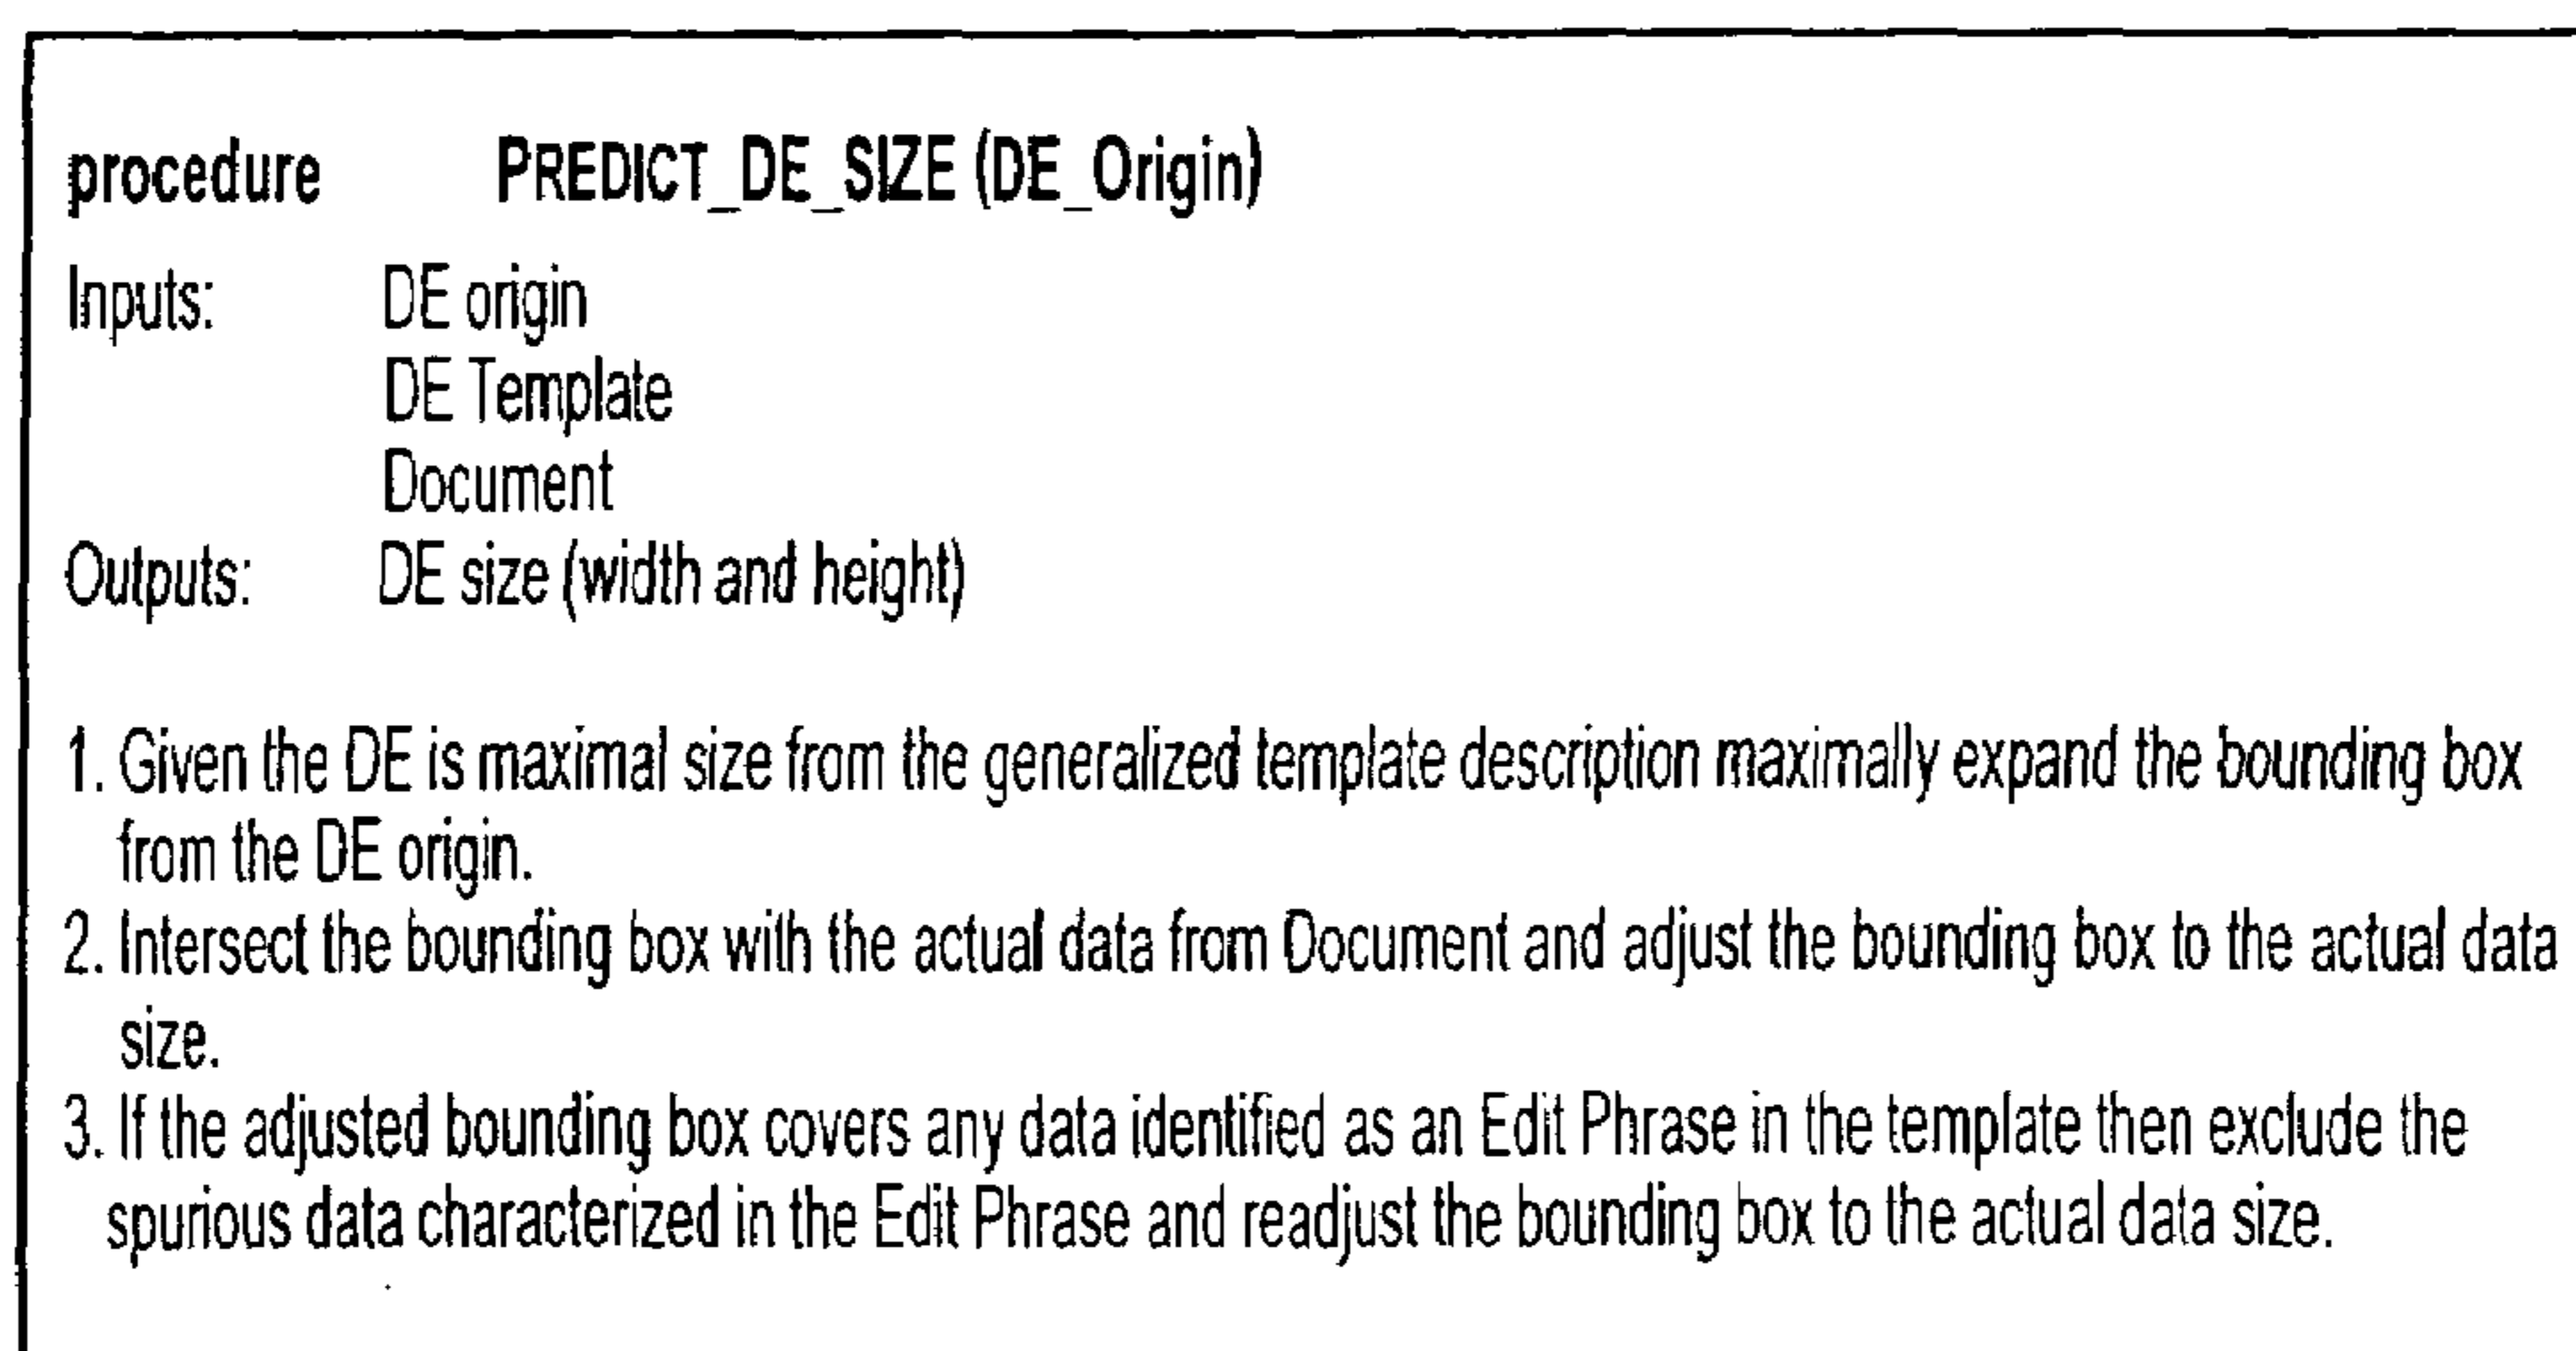 procedure PREDICT_DE_SIZE (DE_Origin)
Inputs: DE origin
DE Template
Document
Outputs: DE size (width and height)
1. Given the DE is maximal size from the generalized template description maximally expand the bounding box
from the DE origin.
2. Intersect the bounding box with the actual data from Document and adjust the bounding box to the actual data
size.
3. If the adjusted bounding box covers any data identified as an Edit Phrase in the template then exclude the
spurious data characterized in the Edit Phrase and readjust the bounding box to the actual data size.